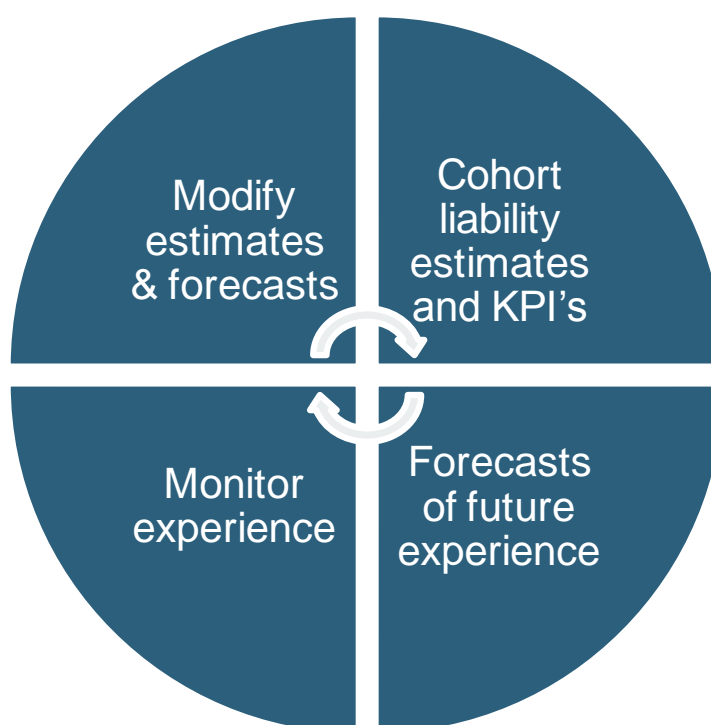 Modify
estimates
& forecasts
Cohort
liability
estimates
and KPI’s
Monitor
experience
Forecasts
of future
experience